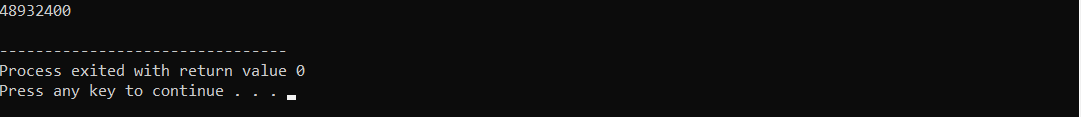 48932400
--------------------------------
Process exited with return value 0
Press any key to continue . . .